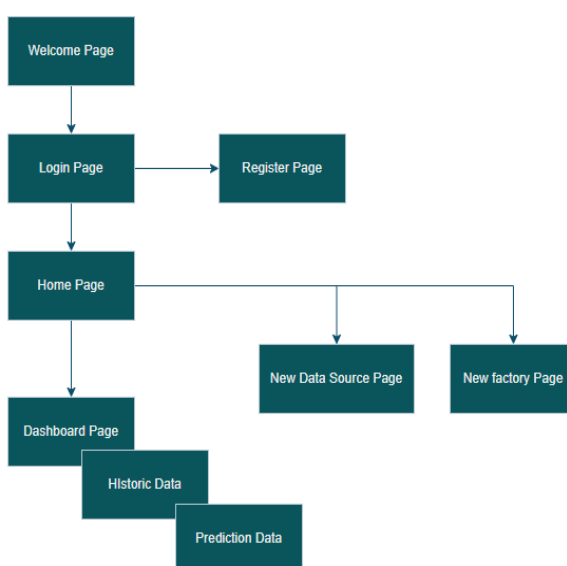 Welcome Page
Login Page
Register Page
Home Page
New Data Source Page
New factory Page
Dashboard Page
HIstoric Data
Prediction Data